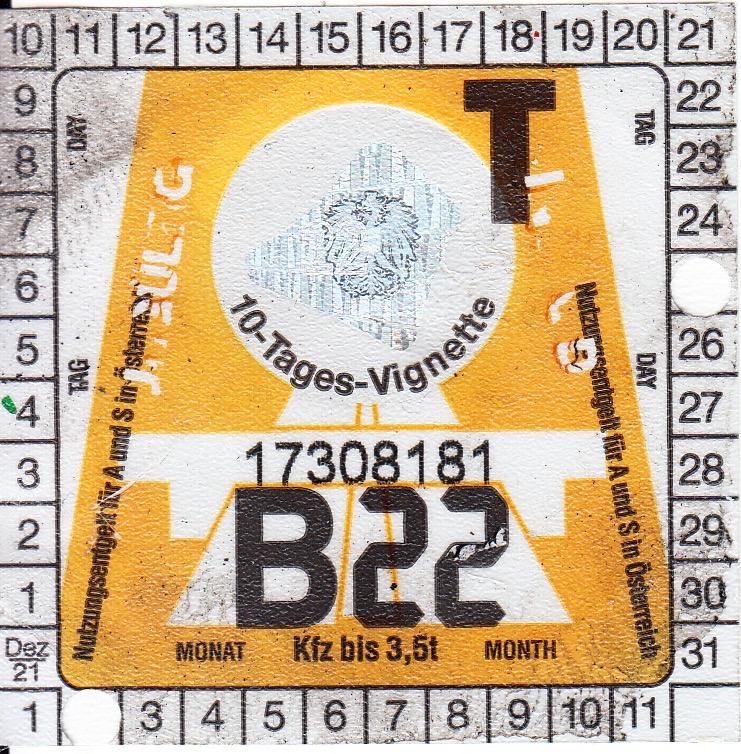 10 11 12 13 14 15 16 17 18 19 20 21
9 22
8 23
7 24
6
5 26
4 27
3 28
2 29
1 30
Dez 21 31
1 3 4 5 6 7 8 9 10 11
DAY
TAG
T
10-Tages-Vignette
TAG
DAY
Nutzungsentgelt für A und S in Österreich
Nutzungsentgelt für A und S in Österreich
17308181
B22
MONAT Kfz bis 3,5t MONTH